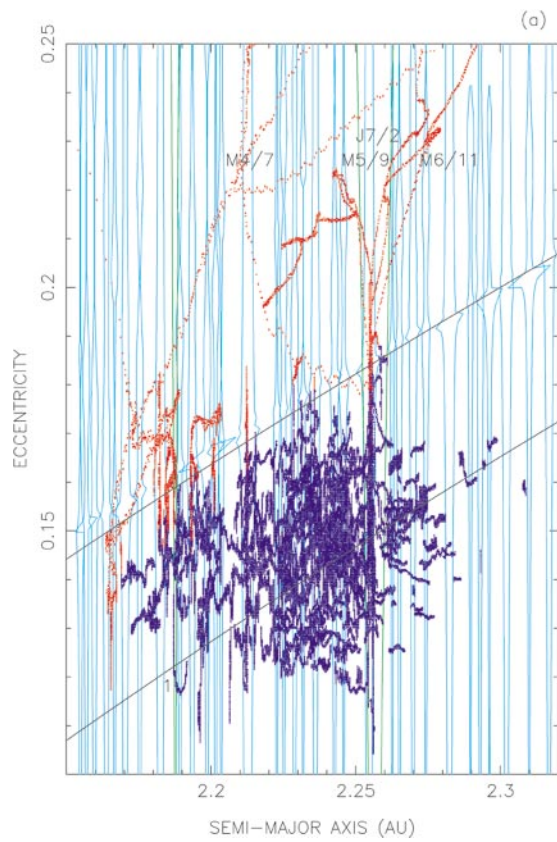 (a)
0.25
J7/2
M4/7 M5/9 M6/11
0.2
ECCENTRICITY
0.15
1
2.2 2.25 2.3
SEMI-MAJOR AXIS (AU)